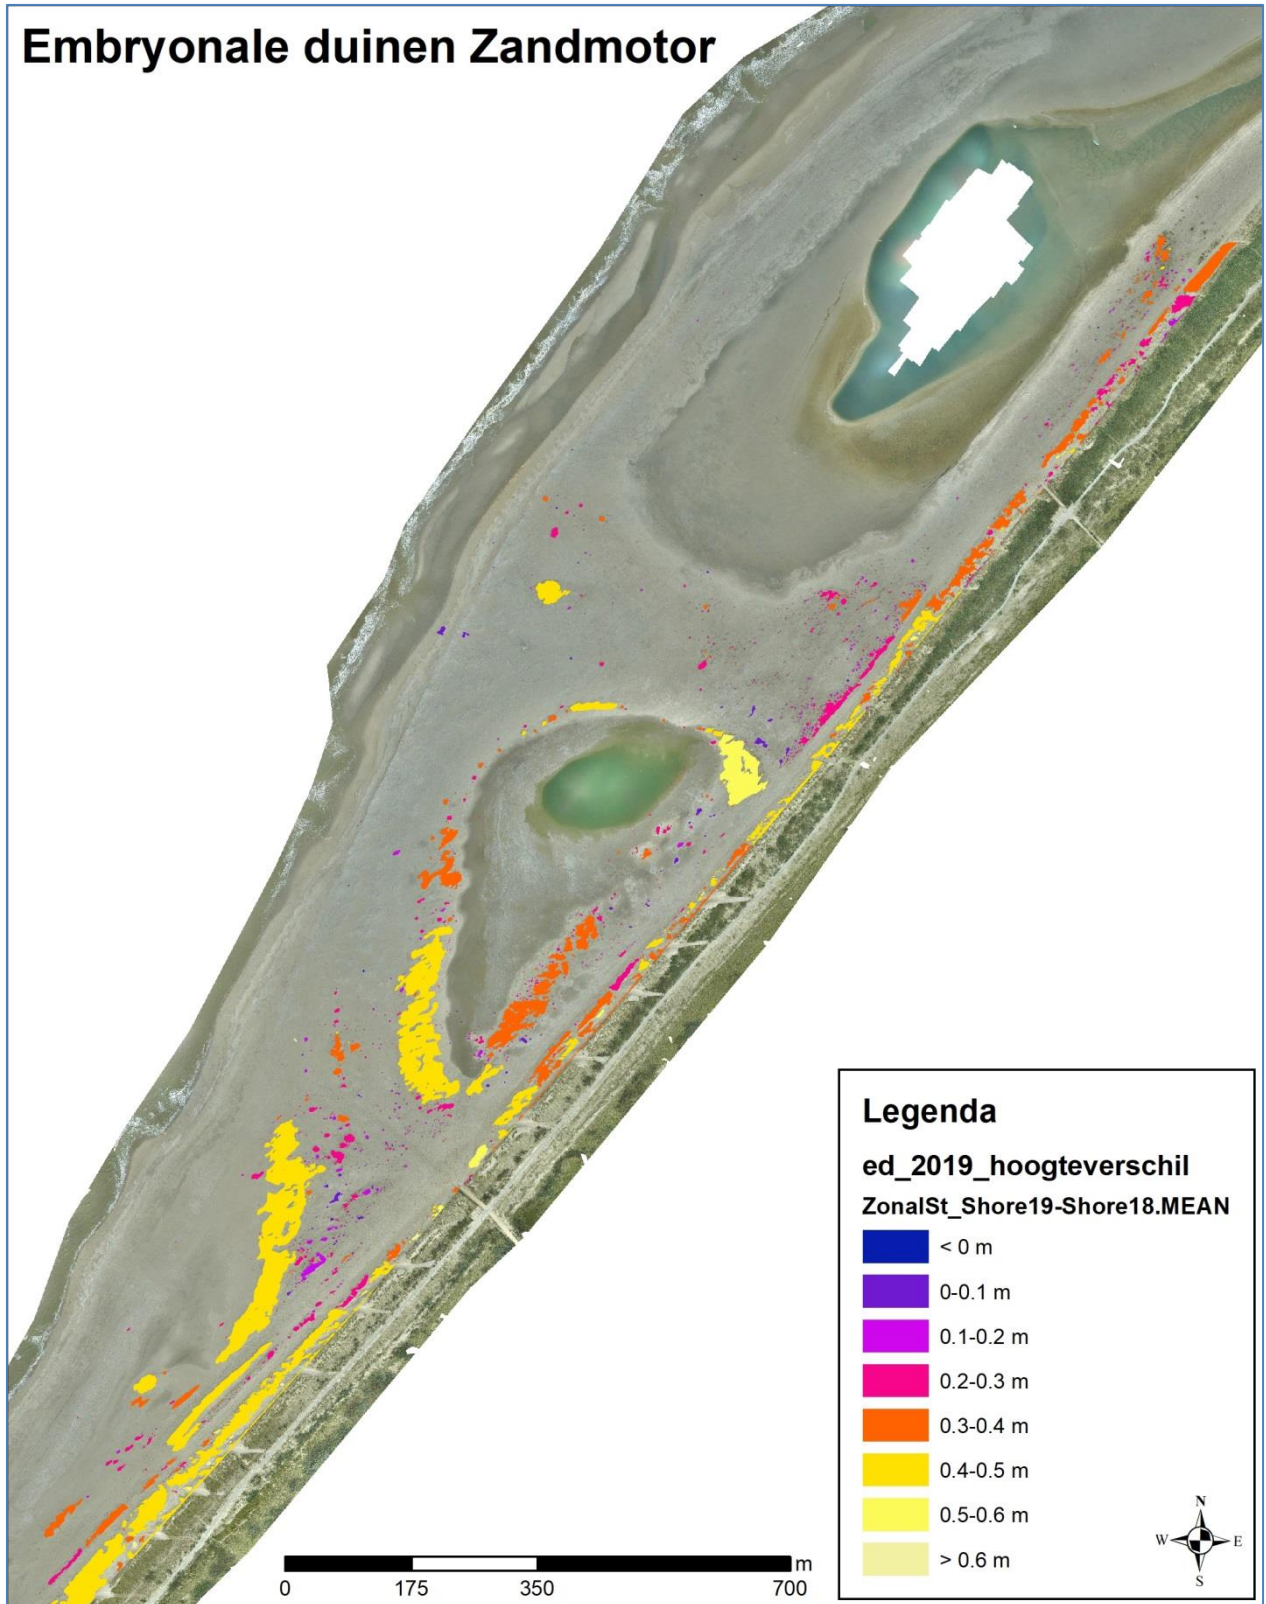 Embryonale duinen Zandmotor
Legenda
ed_2019_hoogteverschil
ZonalSt_Shore19-Shore18.MEAN
< 0 m
0-0.1 m
0.1-0.2 m
0.2-0.3 m
0.3-0.4 m
0.4-0.5 m
0.5-0.6 m
> 0.6 m
N
W E
S
m
0 175 350 700